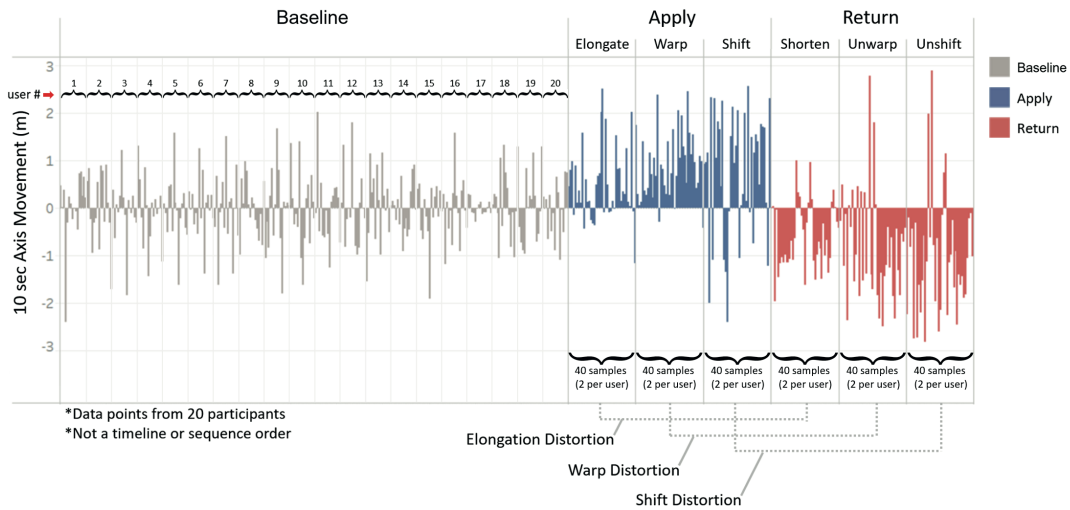 Baseline
Apply
Return
Elongate
Warp
Shift
Shorten
Unwarp
Unshift
3
2
1
0
-1
-2
-3
10 sec Axis Movement (m)
user #
1 2 3 4 5 6 7 8 9 10 11 12 13 14 15 16 17 18 19 20
Baseline
Apply
Return
40 samples
(2 per user)
40 samples
(2 per user)
40 samples
(2 per user)
40 samples
(2 per user)
40 samples
(2 per user)
40 samples
(2 per user)
*Data points from 20 participants
*Not a timeline or sequence order
Elongation Distortion
Warp Distortion
Shift Distortion